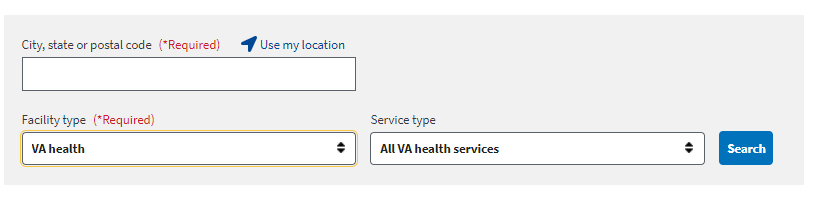 City, state or postal code (*Required) Use my location
Facility type (*Required) Service type
VA health All VA health services Search